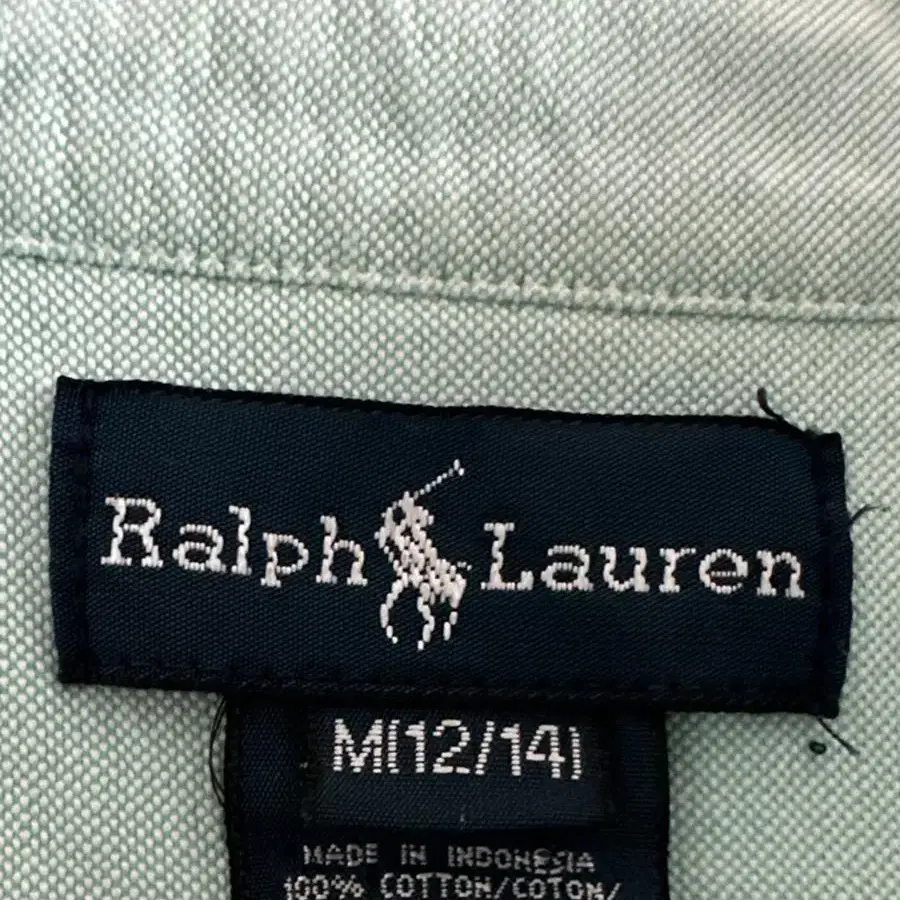 Ralph Lauren
M(12/14)
MADE IN INDONESIA
100% COTTON/COTON/